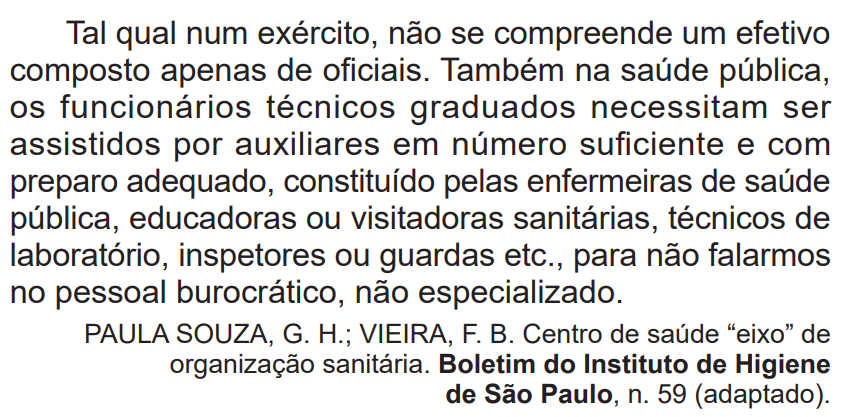 Tal qual num exército, não se compreende um efetivo
composto apenas de oficiais. Também na saúde pública,
os funcionários técnicos graduados necessitam ser
assistidos por auxiliares em número suficiente e com
preparo adequado, constituído pelas enfermeiras de saúde
pública, educadoras ou visitadoras sanitárias, técnicos de
laboratório, inspetores ou guardas etc., para não falarmos
no pessoal burocrático, não especializado.
PAULA SOUZA, G. H.; VIEIRA, F. B. Centro de saúde “eixo” de
organização sanitária. Boletim do Instituto de Higiene
de São Paulo, n. 59 (adaptado).